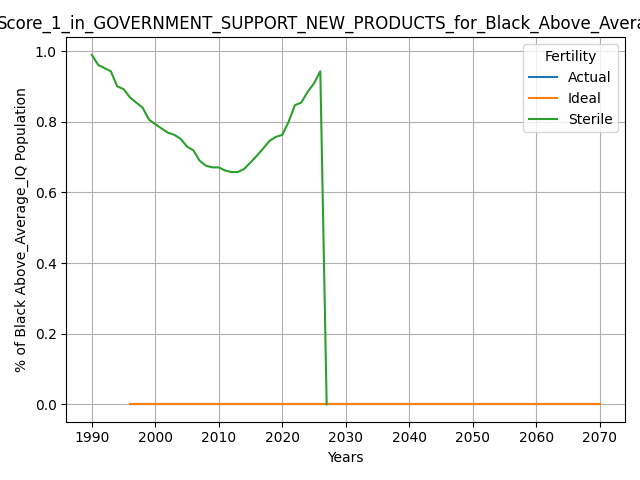 Score_1_in_GOVERNMENT_SUPPORT_NEW_PRODUCTS_for_Black_Above_Avera
% of Black Above_Average_IQ Population
1.0
0.8
0.6
0.4
0.2
0.0
Fertility
Actual
Ideal
Sterile
1990 2000 2010 2020 2030 2040 2050 2060 2070
Years